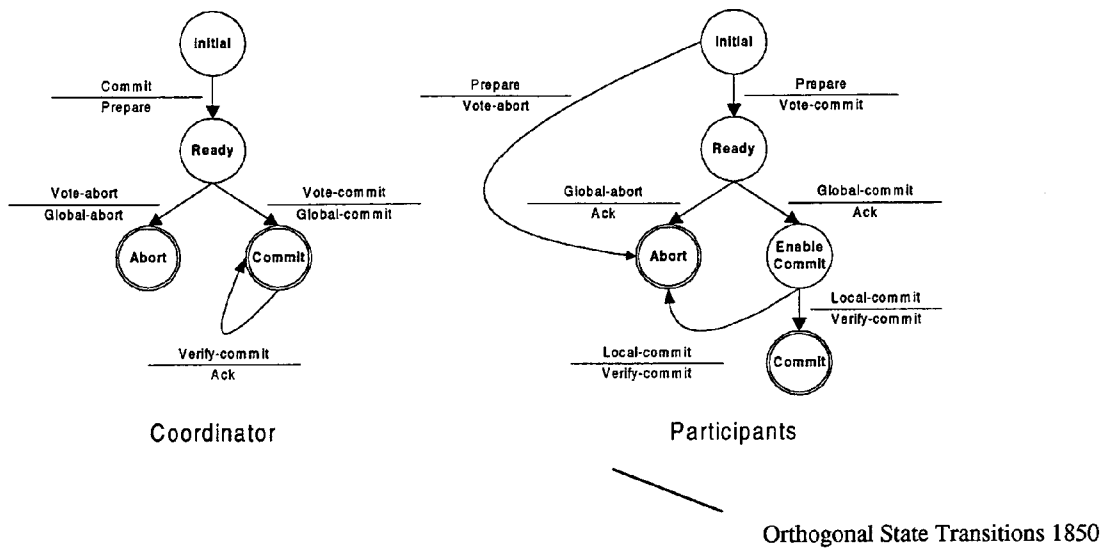 Initial
Commit
Prepare
Ready
Vote-abort
Global-abort
Vote-commit
Global-commit
Abort
Commit
Verify-commit
Ack
Coordinator
Initial
Prepare
Vote-abort
Prepare
Vote-commit
Ready
Global-abort
Ack
Global-commit
Ack
Abort
Enable
Commit
Local-commit
Verify-commit
Local-commit
Verify-commit
Commit
Participants
Orthogonal State Transitions 1850